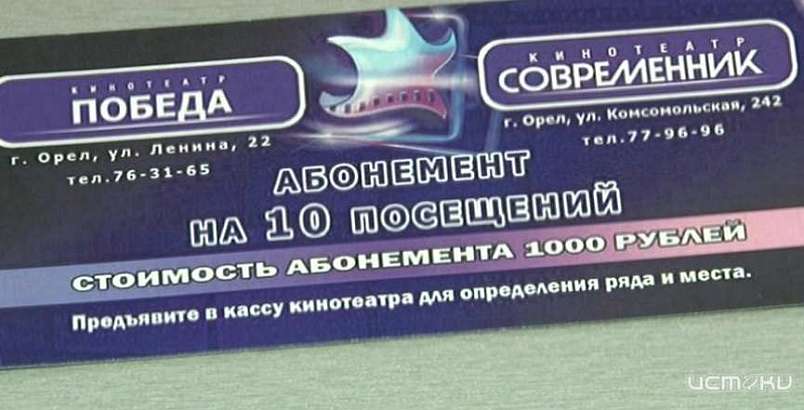 КИНОТЕАТР
ПОБЕДА
г. Орел, ул. Ленина, 22
тел.76-31-65
КИНОТЕАТР
СОВРЕМЕННИК
г. Орел, ул. Комсомольская, 242
тел.77-96-96
АБОНЕМЕНТ
НА 10 ПОСЕЩЕНИЙ
СТОИМОСТЬ АБОНЕМЕНТА 1000 РУБЛЕЙ
Предъявите в кассу кинотеатра для определения ряда и места.
истоки